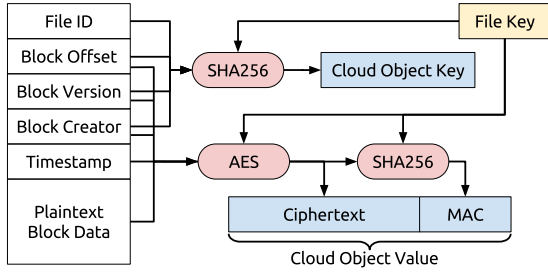 File ID
File Key
Block Offset
SHA256
Cloud Object Key
Block Version
Block Creator
Timestamp
AES
SHA256
Plaintext
Block Data
Ciphertext
MAC
Cloud Object Value